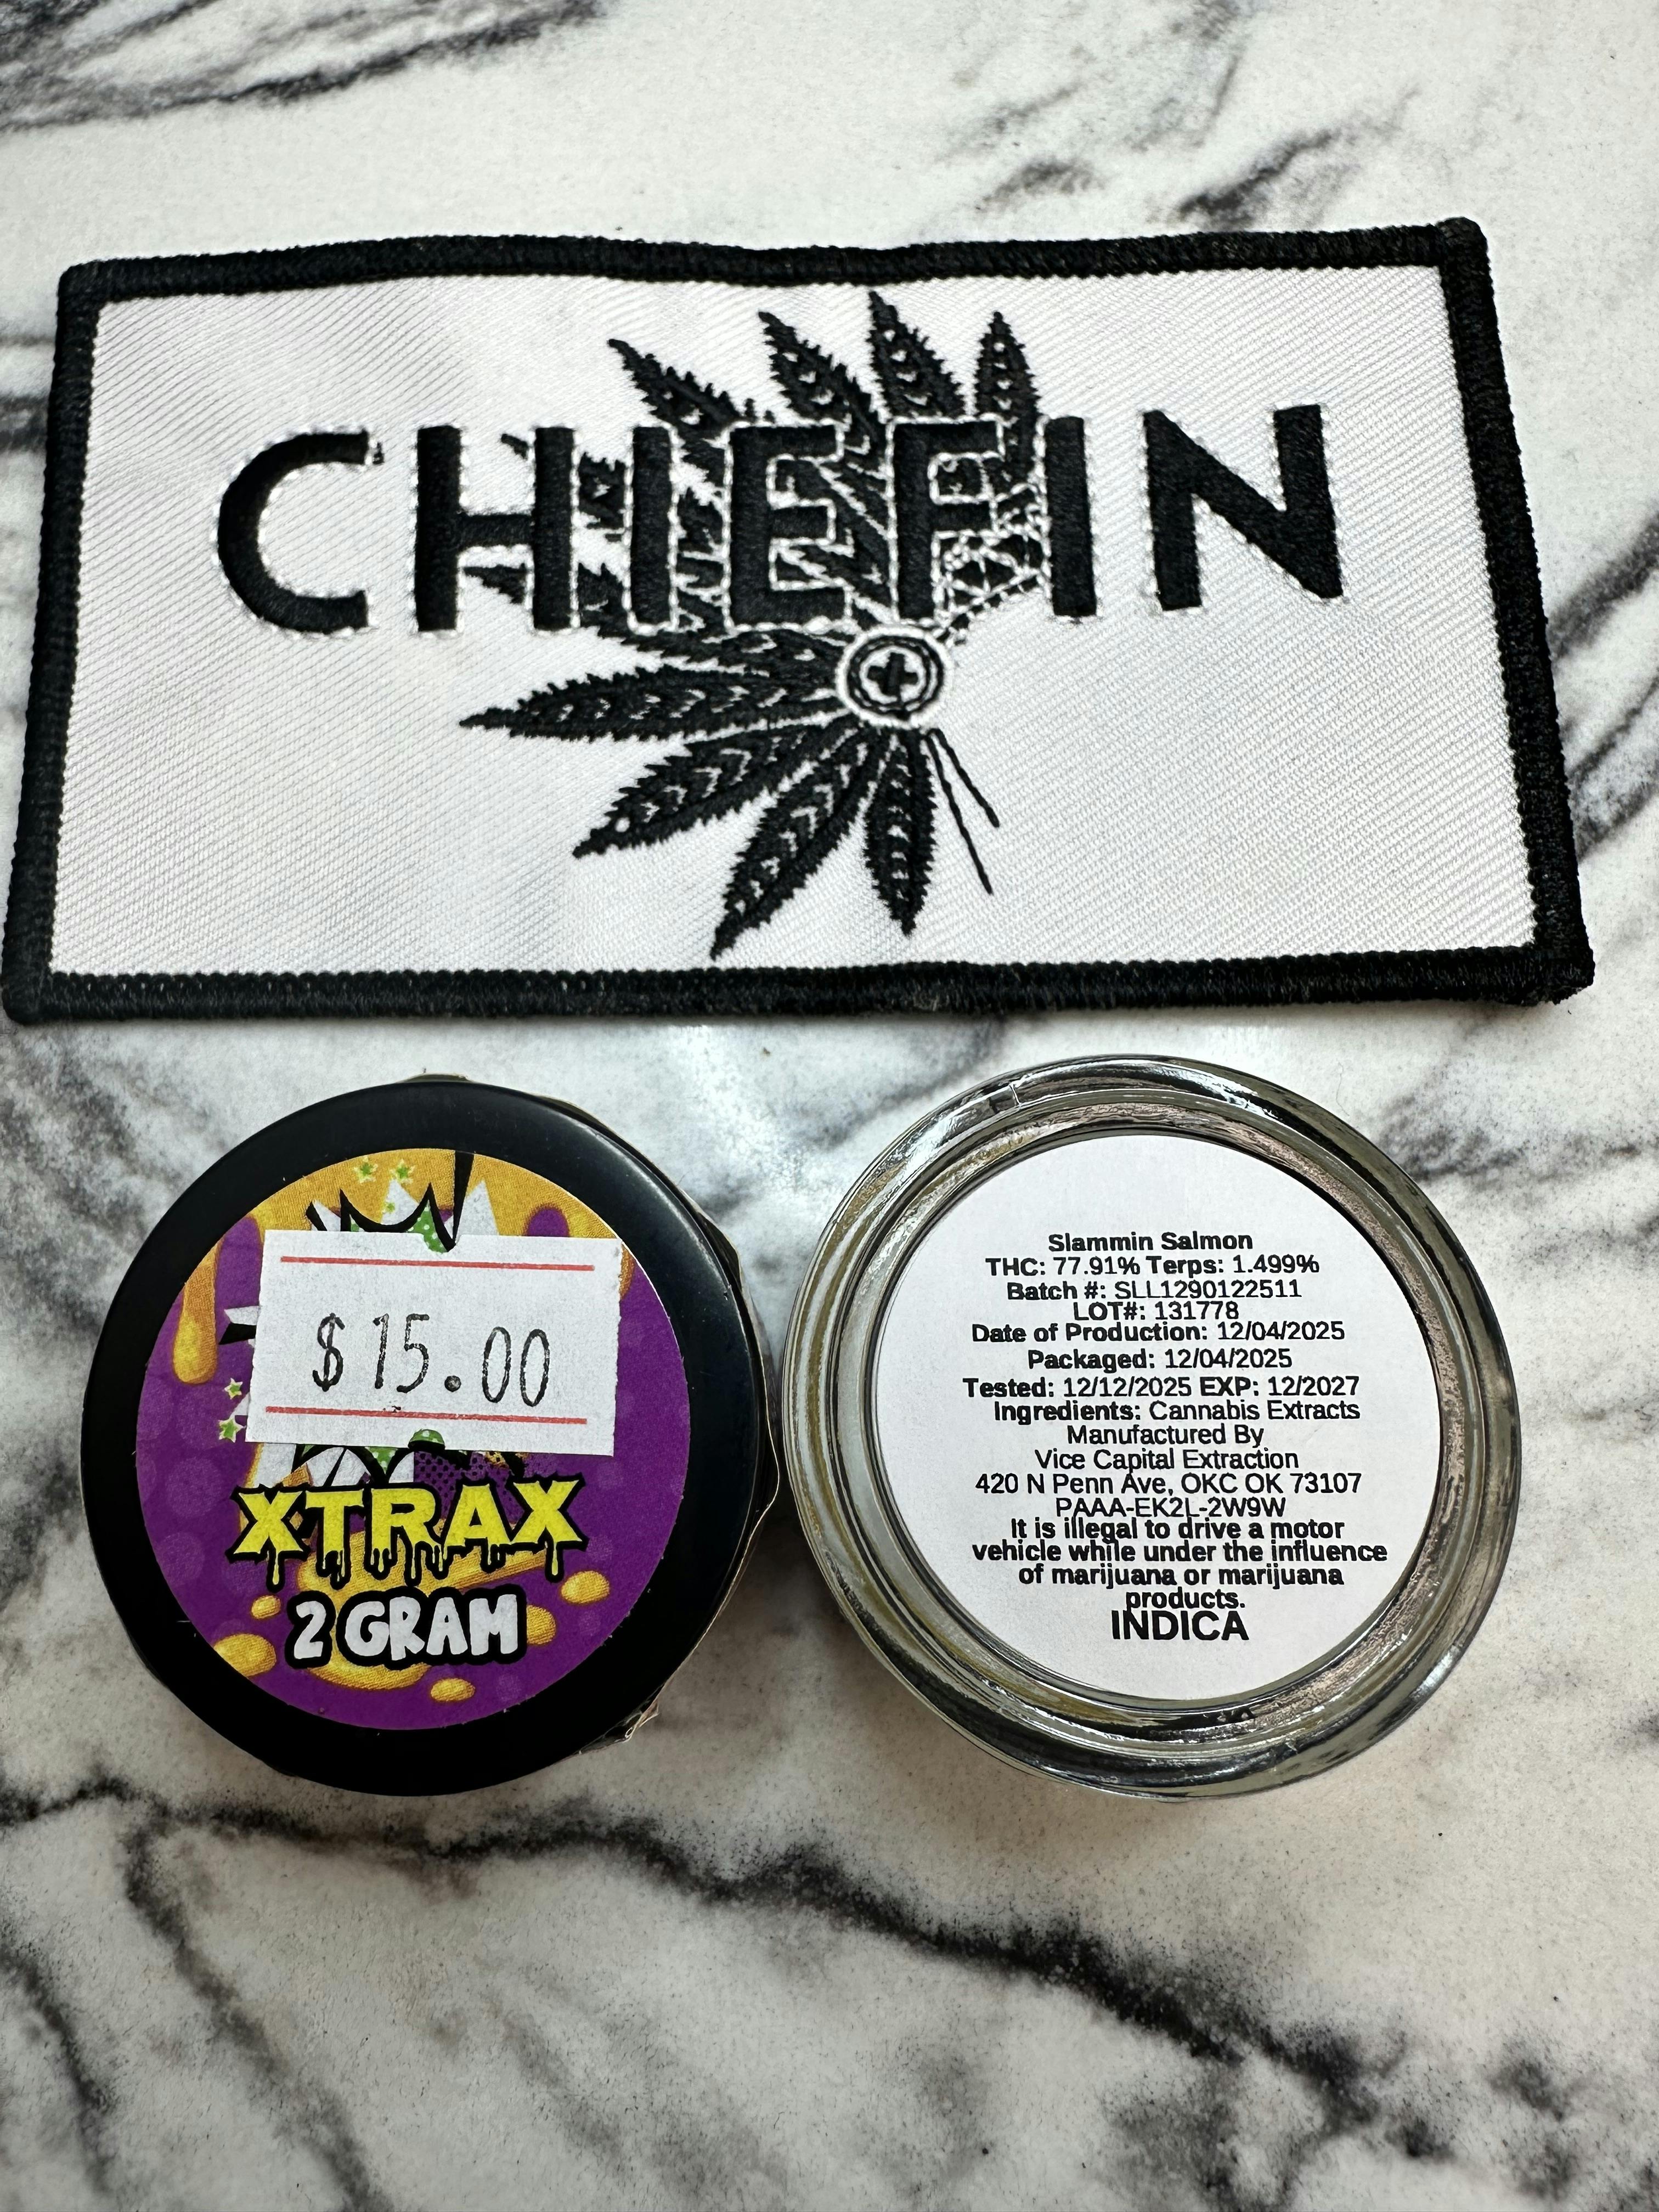 CHIEFIN
$15.00
XTRAX
2 GRAM
Slammin Salmon
THC: 77.91% Terps: 1.499%
Batch #: SLL1290122511
LOT#: 131778
Date of Production: 12/04/2025
Packaged: 12/04/2025
Tested: 12/12/2025 EXP: 12/2027
Ingredients: Cannabis Extracts
Manufactured By
Vice Capital Extraction
420 N Penn Ave, OKC OK 73107
PAAA-EK2L-2W9W
It is illegal to drive a motor
vehicle while under the influence
of marijuana or marijuana
products.
INDICA